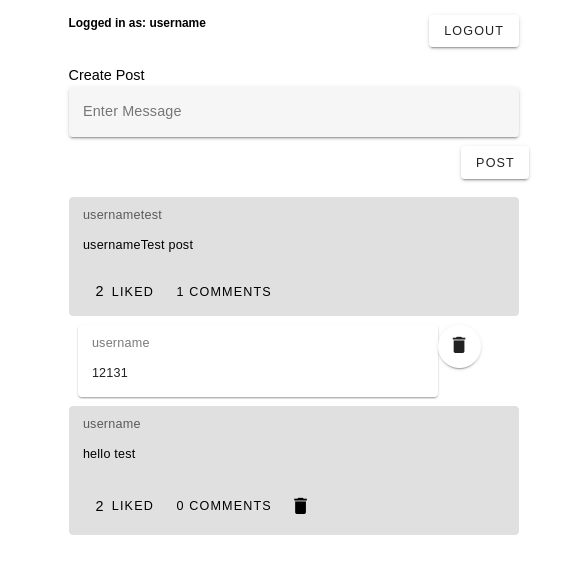 Logged in as: username
LOGOUT
Create Post
Enter Message
POST
usernametest
usernameTest post
2 LIKED 1 COMMENTS
username
12131
username
hello test
2 LIKED 0 COMMENTS